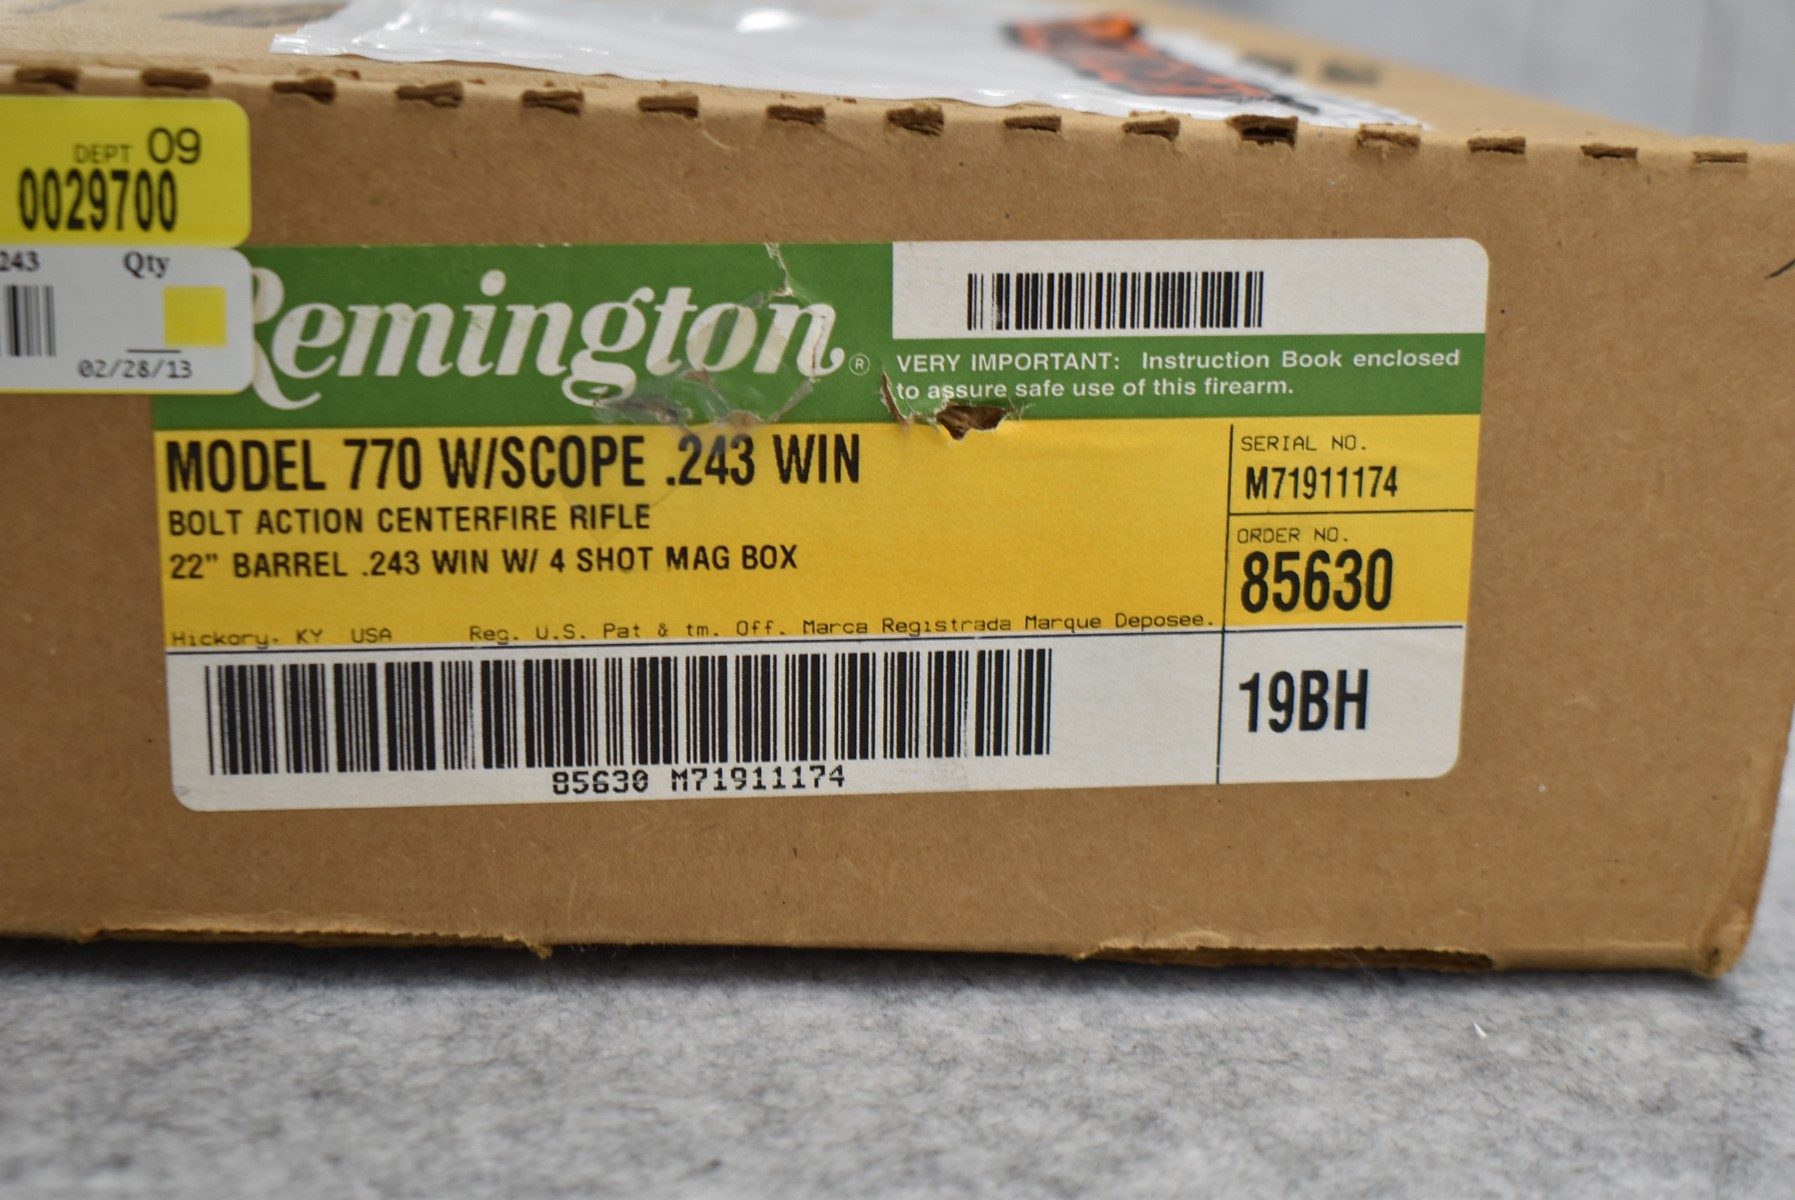 DEPT 09
0029700
243 Qty
02/28/13
Remington®
VERY IMPORTANT: Instruction Book enclosed
to assure safe use of this firearm.
MODEL 770 W/SCOPE .243 WIN
BOLT ACTION CENTERFIRE RIFLE
22" BARREL .243 WIN W/ 4 SHOT MAG BOX
Hickory, KY USA Reg. U.S. Pat & tm. Off. Marca Registrada Marque Deposee.
SERIAL NO.
M71911174
ORDER NO.
85630
19BH
85630 M71911174